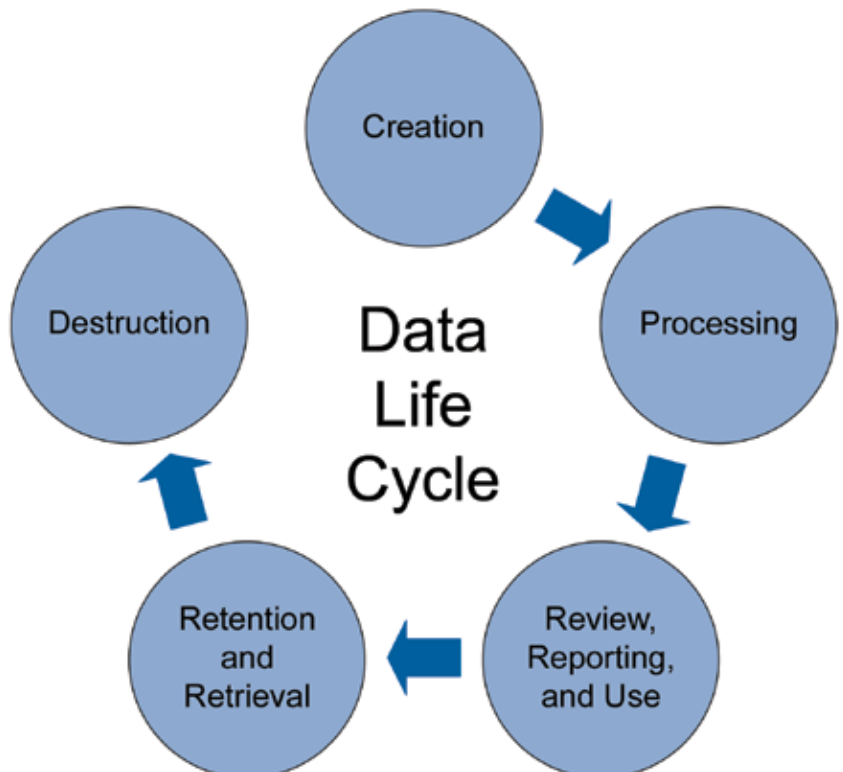 Creation
Processing
Review,
Reporting,
and Use
Retention
and
Retrieval
Destruction
Data
Life
Cycle